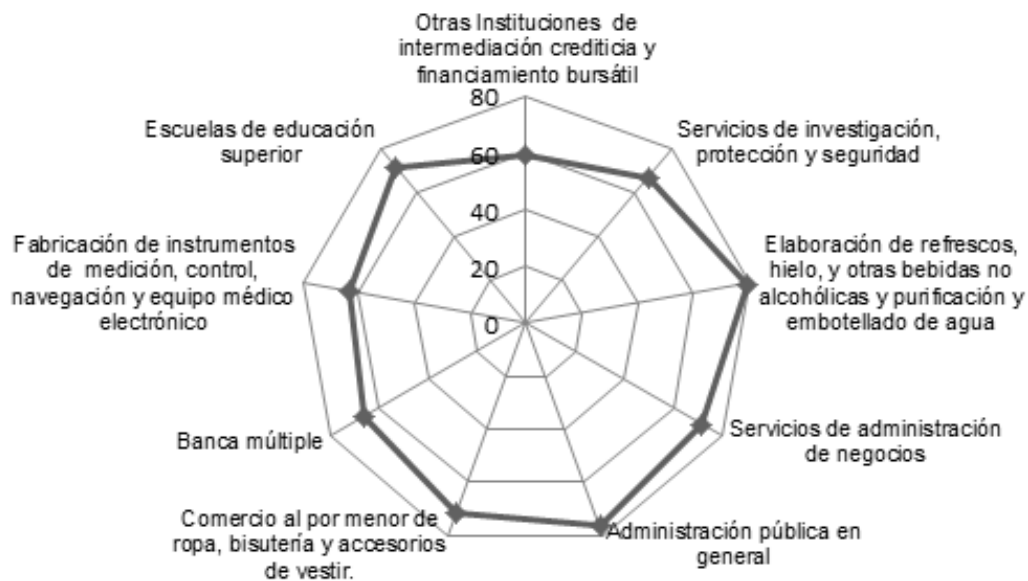 Otras Instituciones de
intermediación crediticia y
financiamiento bursátil
80
60
40
20
0
Servicios de investigación,
protección y seguridad
Elaboración de refrescos,
hielo, y otras bebidas no
alcohólicas y purificación y
embotellado de agua
Servicios de administración
de negocios
Administración pública en
general
Comercio al por menor de
ropa, bisutería y accesorios
de vestir.
Banca múltiple
Fabricación de instrumentos
de medición, control,
navegación y equipo médico
electrónico
Escuelas de educación
superior